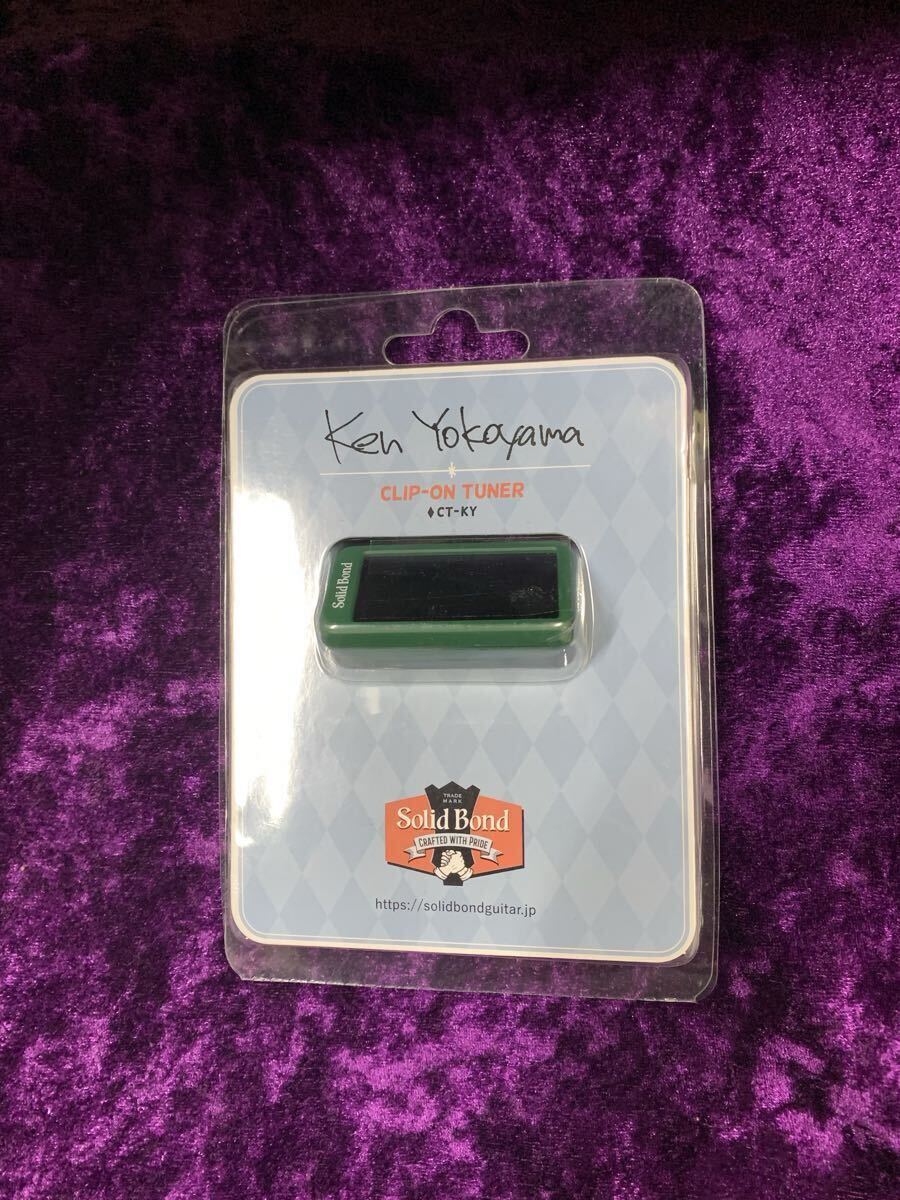 Ken Yokoyama
CLIP-ON TUNER
♦CT-KY
Solid Bond
TRADE
MARK
Solid Bond
CRAFTED WITH PRIDE
https://solidbondguitar.jp